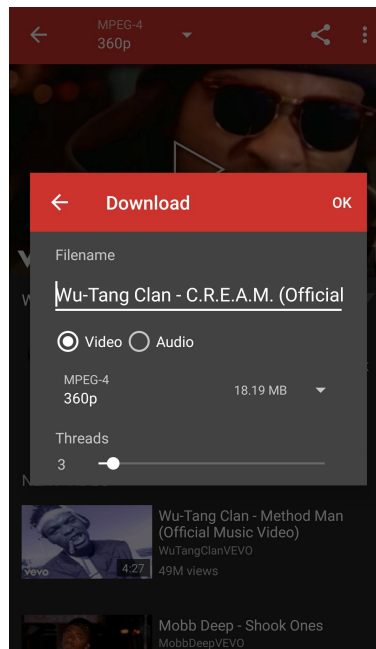 MPEG-4
360p
Download
OK
Filename
Wu-Tang Clan - C.R.E.A.M. (Official
Video
Audio
MPEG-4
360p
18.19 MB
Threads
3
Wu-Tang Clan - Method Man
(Official Music Video)
WuTangClanVEVO
49M views
vevo
4:27
Mobb Deep - Shook Ones
MobbDeepVEVO